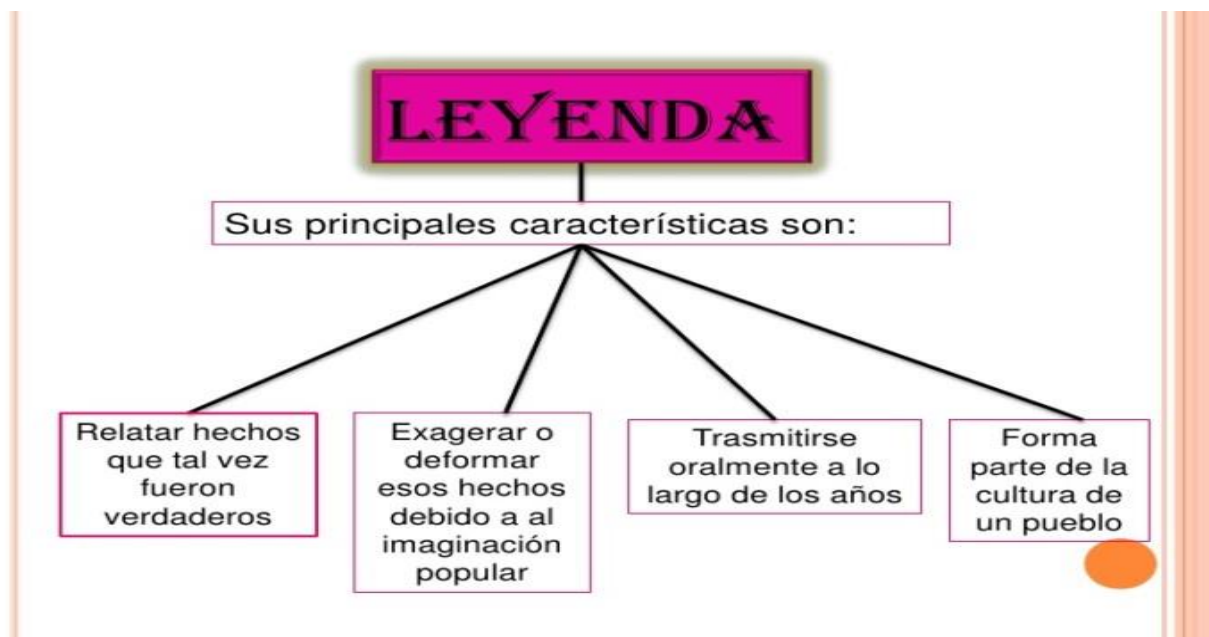 LEYENDA
Sus principales características son:
Relatar hechos
que tal vez
fueron
verdaderos
Exagerar o
deformar
esos hechos
debido a al
imaginación
popular
Trasmitirse
oralmente a lo
largo de los años
Forma
parte de la
cultura de
un pueblo